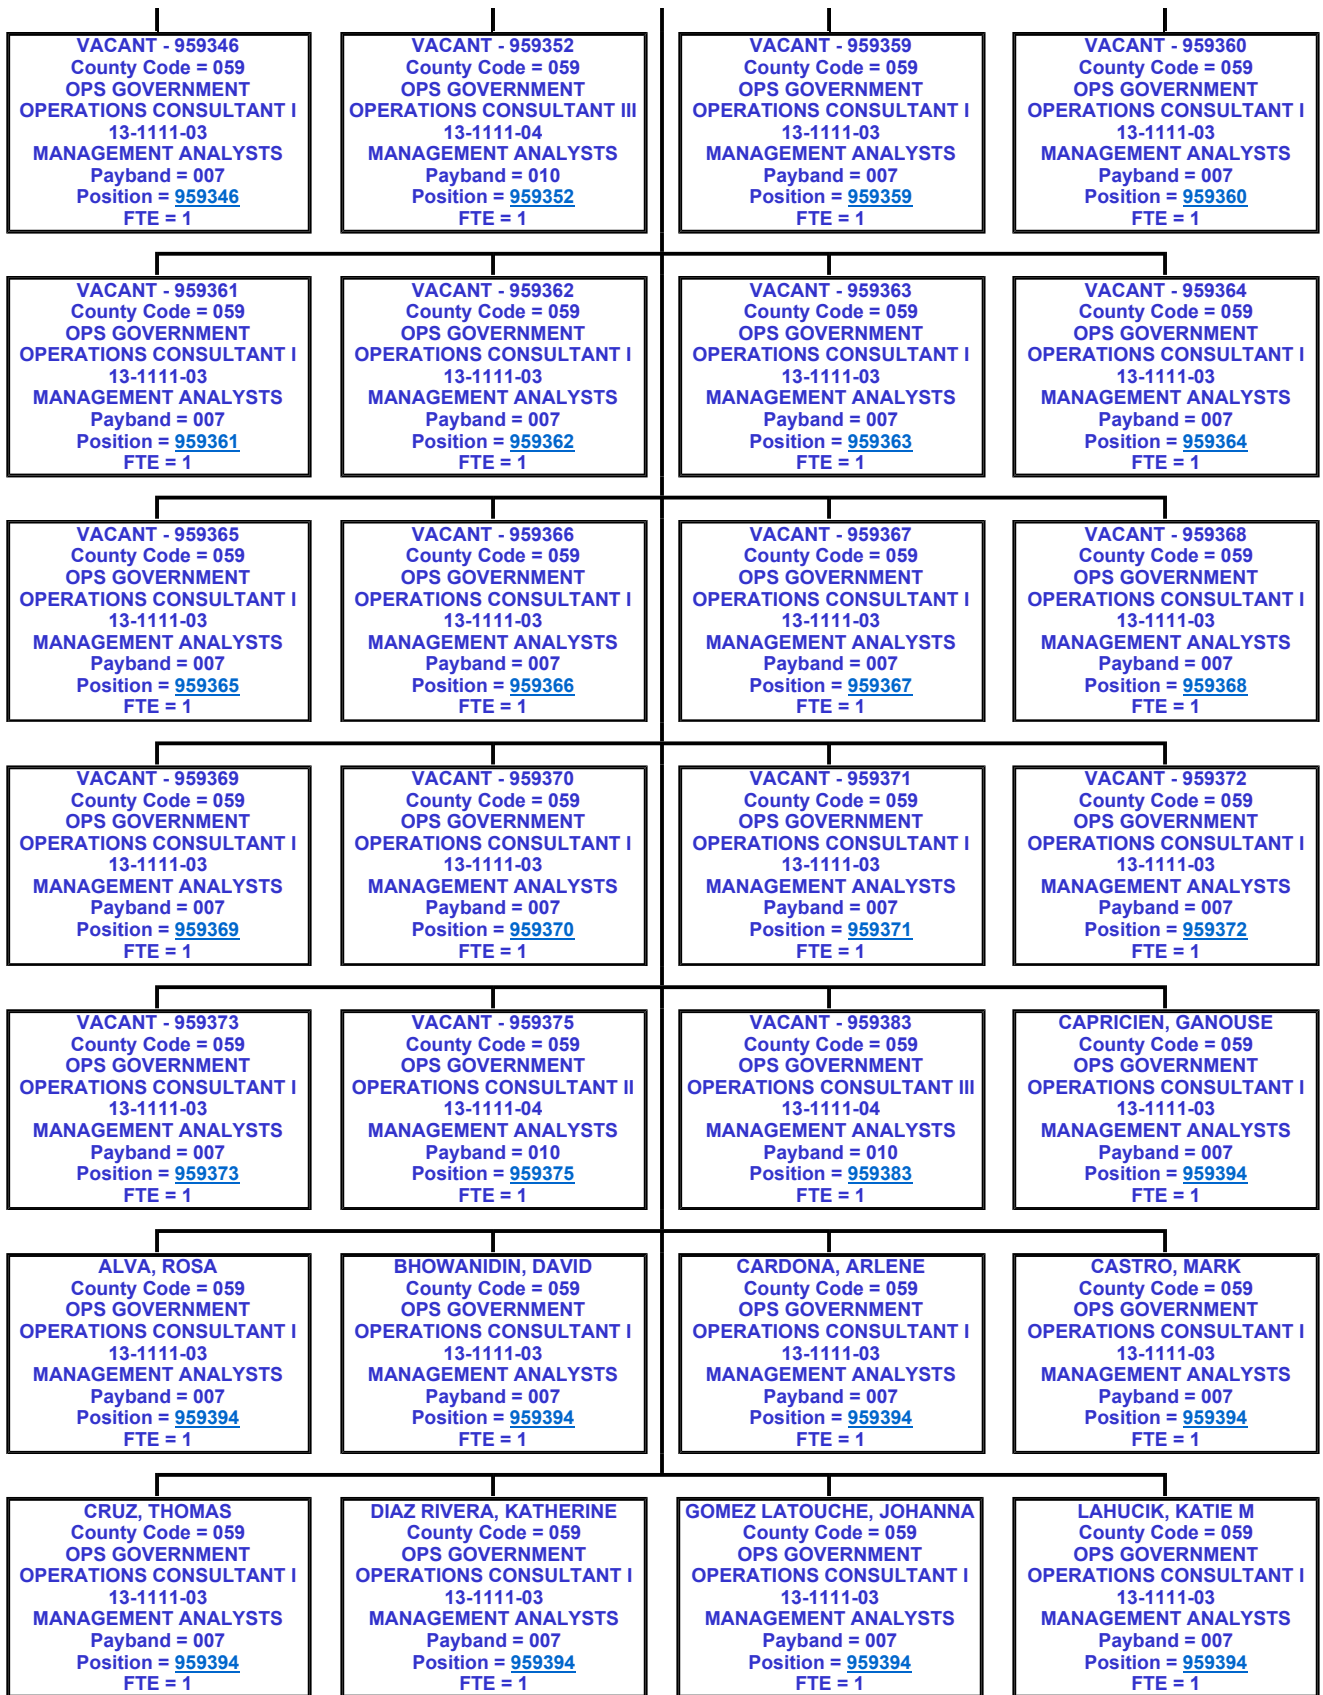 VACANT - 959346
County Code = 059
OPS GOVERNMENT
OPERATIONS CONSULTANT I
13-1111-03
MANAGEMENT ANALYSTS
Payband = 007
Position = 959346
FTE = 1
VACANT - 959352
County Code = 059
OPS GOVERNMENT
OPERATIONS CONSULTANT III
13-1111-04
MANAGEMENT ANALYSTS
Payband = 010
Position = 959352
FTE = 1
VACANT - 959359
County Code = 059
OPS GOVERNMENT
OPERATIONS CONSULTANT I
13-1111-03
MANAGEMENT ANALYSTS
Payband = 007
Position = 959359
FTE = 1
VACANT - 959360
County Code = 059
OPS GOVERNMENT
OPERATIONS CONSULTANT I
13-1111-03
MANAGEMENT ANALYSTS
Payband = 007
Position = 959360
FTE = 1
VACANT - 959361
County Code = 059
OPS GOVERNMENT
OPERATIONS CONSULTANT I
13-1111-03
MANAGEMENT ANALYSTS
Payband = 007
Position = 959361
FTE = 1
VACANT - 959362
County Code = 059
OPS GOVERNMENT
OPERATIONS CONSULTANT I
13-1111-03
MANAGEMENT ANALYSTS
Payband = 007
Position = 959362
FTE = 1
VACANT - 959363
County Code = 059
OPS GOVERNMENT
OPERATIONS CONSULTANT I
13-1111-03
MANAGEMENT ANALYSTS
Payband = 007
Position = 959363
FTE = 1
VACANT - 959364
County Code = 059
OPS GOVERNMENT
OPERATIONS CONSULTANT I
13-1111-03
MANAGEMENT ANALYSTS
Payband = 007
Position = 959364
FTE = 1
VACANT - 959365
County Code = 059
OPS GOVERNMENT
OPERATIONS CONSULTANT I
13-1111-03
MANAGEMENT ANALYSTS
Payband = 007
Position = 959365
FTE = 1
VACANT - 959366
County Code = 059
OPS GOVERNMENT
OPERATIONS CONSULTANT I
13-1111-03
MANAGEMENT ANALYSTS
Payband = 007
Position = 959366
FTE = 1
VACANT - 959367
County Code = 059
OPS GOVERNMENT
OPERATIONS CONSULTANT I
13-1111-03
MANAGEMENT ANALYSTS
Payband = 007
Position = 959367
FTE = 1
VACANT - 959368
County Code = 059
OPS GOVERNMENT
OPERATIONS CONSULTANT I
13-1111-03
MANAGEMENT ANALYSTS
Payband = 007
Position = 959368
FTE = 1
VACANT - 959369
County Code = 059
OPS GOVERNMENT
OPERATIONS CONSULTANT I
13-1111-03
MANAGEMENT ANALYSTS
Payband = 007
Position = 959369
FTE = 1
VACANT - 959370
County Code = 059
OPS GOVERNMENT
OPERATIONS CONSULTANT I
13-1111-03
MANAGEMENT ANALYSTS
Payband = 007
Position = 959370
FTE = 1
VACANT - 959371
County Code = 059
OPS GOVERNMENT
OPERATIONS CONSULTANT I
13-1111-03
MANAGEMENT ANALYSTS
Payband = 007
Position = 959371
FTE = 1
VACANT - 959372
County Code = 059
OPS GOVERNMENT
OPERATIONS CONSULTANT I
13-1111-03
MANAGEMENT ANALYSTS
Payband = 007
Position = 959372
FTE = 1
VACANT - 959373
County Code = 059
OPS GOVERNMENT
OPERATIONS CONSULTANT I
13-1111-03
MANAGEMENT ANALYSTS
Payband = 007
Position = 959373
FTE = 1
VACANT - 959375
County Code = 059
OPS GOVERNMENT
OPERATIONS CONSULTANT II
13-1111-04
MANAGEMENT ANALYSTS
Payband = 010
Position = 959375
FTE = 1
VACANT - 959383
County Code = 059
OPS GOVERNMENT
OPERATIONS CONSULTANT III
13-1111-04
MANAGEMENT ANALYSTS
Payband = 010
Position = 959383
FTE = 1
CAPRICIEN, GANOUSE
County Code = 059
OPS GOVERNMENT
OPERATIONS CONSULTANT I
13-1111-03
MANAGEMENT ANALYSTS
Payband = 007
Position = 959394
FTE = 1
ALVA, ROSA
County Code = 059
OPS GOVERNMENT
OPERATIONS CONSULTANT I
13-1111-03
MANAGEMENT ANALYSTS
Payband = 007
Position = 959394
FTE = 1
BHOWANIDIN, DAVID
County Code = 059
OPS GOVERNMENT
OPERATIONS CONSULTANT I
13-1111-03
MANAGEMENT ANALYSTS
Payband = 007
Position = 959394
FTE = 1
CARDONA, ARLENE
County Code = 059
OPS GOVERNMENT
OPERATIONS CONSULTANT I
13-1111-03
MANAGEMENT ANALYSTS
Payband = 007
Position = 959394
FTE = 1
CASTRO, MARK
County Code = 059
OPS GOVERNMENT
OPERATIONS CONSULTANT I
13-1111-03
MANAGEMENT ANALYSTS
Payband = 007
Position = 959394
FTE = 1
CRUZ, THOMAS
County Code = 059
OPS GOVERNMENT
OPERATIONS CONSULTANT I
13-1111-03
MANAGEMENT ANALYSTS
Payband = 007
Position = 959394
FTE = 1
DIAZ RIVERA, KATHERINE
County Code = 059
OPS GOVERNMENT
OPERATIONS CONSULTANT I
13-1111-03
MANAGEMENT ANALYSTS
Payband = 007
Position = 959394
FTE = 1
GOMEZ LATOUCHE, JOHANNA
County Code = 059
OPS GOVERNMENT
OPERATIONS CONSULTANT I
13-1111-03
MANAGEMENT ANALYSTS
Payband = 007
Position = 959394
FTE = 1
LAHUCIK, KATIE M
County Code = 059
OPS GOVERNMENT
OPERATIONS CONSULTANT I
13-1111-03
MANAGEMENT ANALYSTS
Payband = 007
Position = 959394
FTE = 1